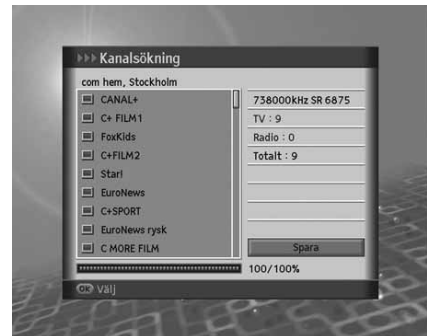 Kanalsökning
com hem, Stockholm
CANAL+
C+ FILM1
FoxKids
C+FILM2
Star!
EuroNews
C+SPORT
EuroNews rysk
C MORE FILM
738000kHz SR 6875
TV : 9
Radio : 0
Totalt : 9
Spara
100/100%
OK Välj